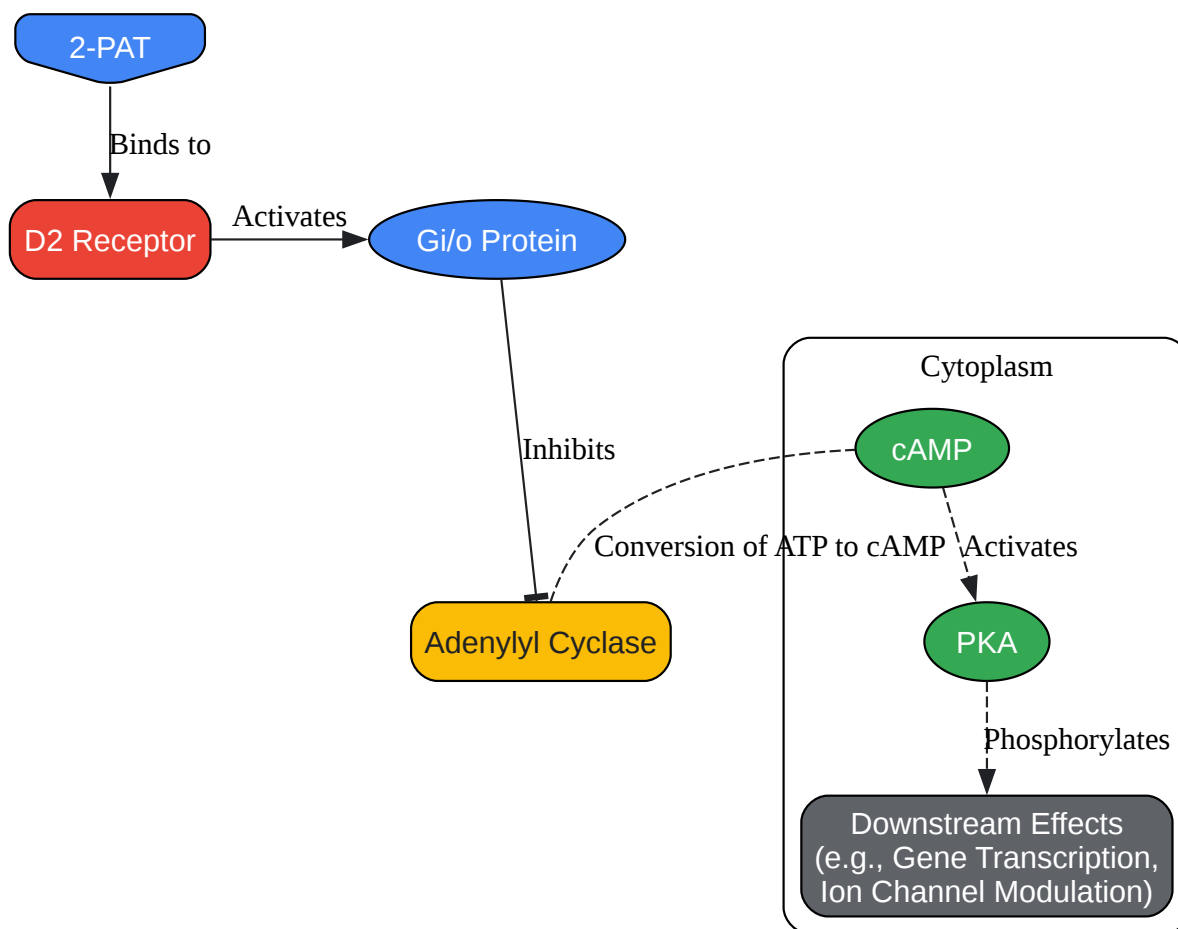 2-PAT
Binds to
D2 Receptor
Activates
Gi/o Protein
Inhibits
Adenylyl Cyclase
Cytoplasm
cAMP
Conversion of ATP to cAMP
Activates
PKA
Phosphorylates
Downstream Effects
(e.g., Gene Transcription,
Ion Channel Modulation)